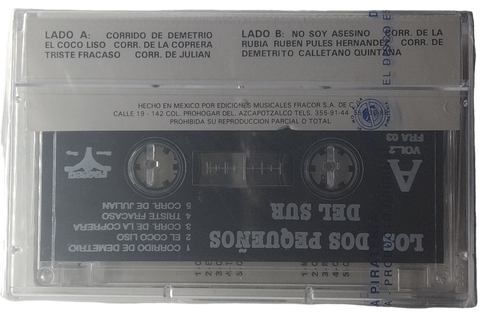 LADO A: CORRIDO DE DEMETRIO
EL COCO LISO CORR. DE LA COPRERA
TRISTE FRACASO CORR. DE JULIAN
LADO B: NO SOY ASESINO CORR. DE LA
RUBIA RUBEN PULES HERNANDEZ CORR. DE
DEMETRITO CALLETANO QUINTANA
HECHO EN MEXICO POR EDICIONES MUSICALES FRACOR S.A. DE C
CALLE 19 - 142 COL. PROHOGAR DEL. AZCAPOTZALCO TELS. 355-91-44
PROHIBIDA SU REPRODUCCION PARCIAL O TOTAL
A
VOL.2
FRA 03
LOS DOS PEQUEÑOS
DEL SUR
1 CORRIDO DE DEMETRIO
2 EL COCO LISO
3 CORR. DE LA COPRERA
4 TRISTE FRACASO
5 CORR. DE JULIAN